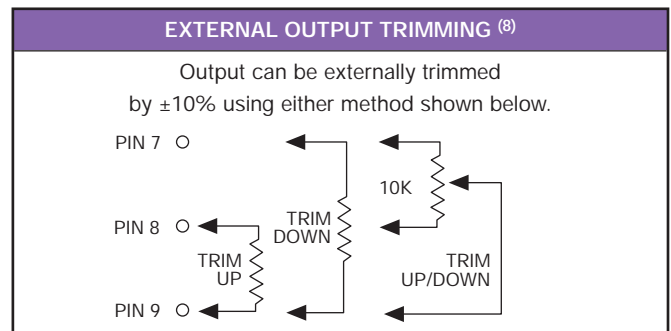 EXTERNAL OUTPUT TRIMMING (8)
Output can be externally trimmed
by ±10% using either method shown below.
PIN 7
10K
PIN 8
TRIM
DOWN
TRIM
UP
TRIM
UP/DOWN
PIN 9